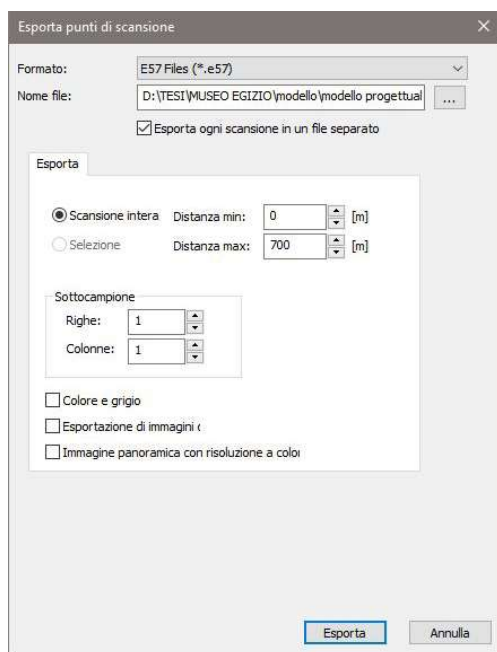 Esporta punti di scansione
Formato: E57 Files (*.e57)
Nome file: D:\TESI\MUSEO EGIZIO\modello\modello progettual ...
Esporta ogni scansione in un file separato
Esporta
Scansione intera Distanza min: 0 [m]
Selezione Distanza max: 700 [m]
Sottocampione
Righe: 1
Colonne: 1
Colore e grigio
Esportazione di immagini
Immagine panoramica con risoluzione a color
Esporta Annulla